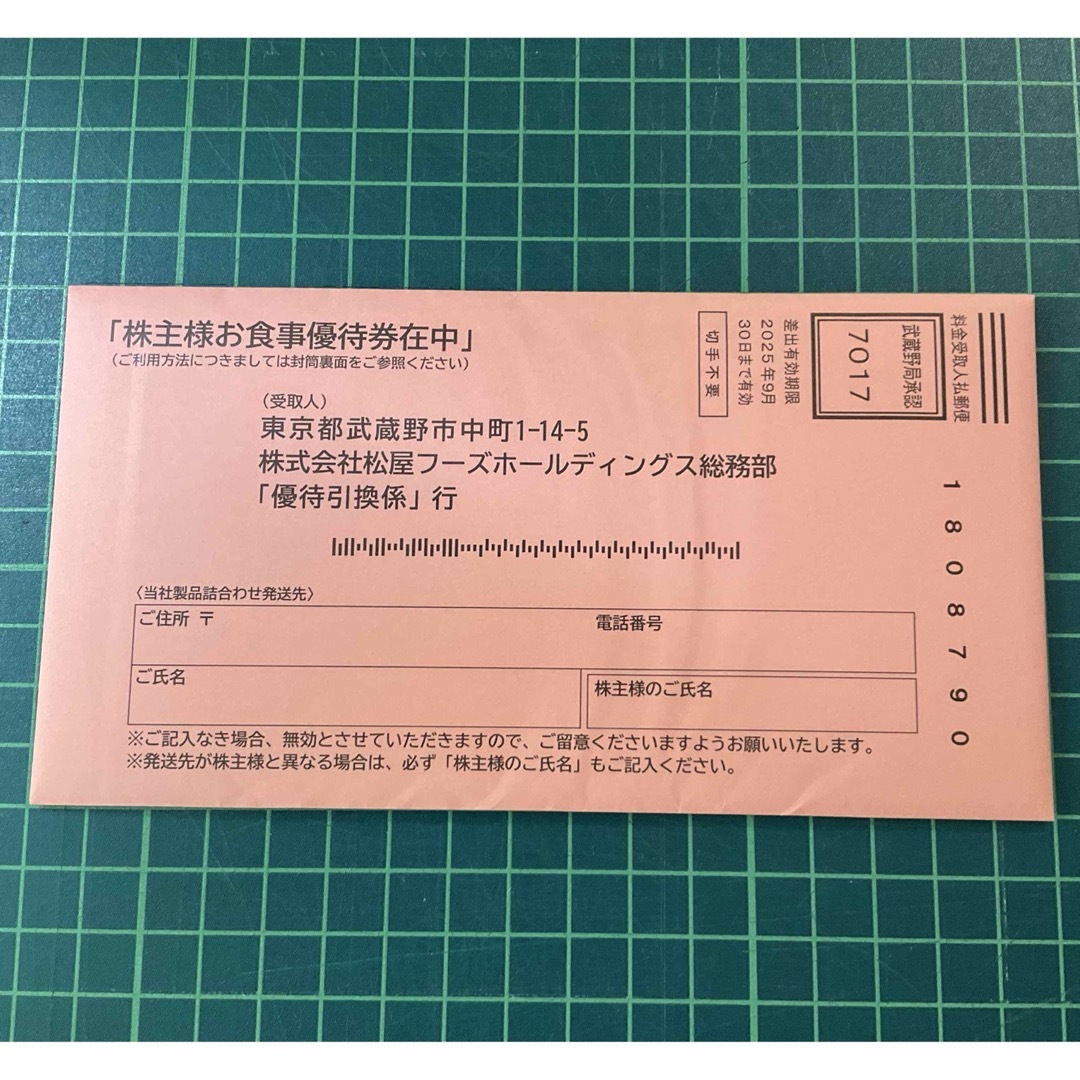 「株主様お食事優待券在中」
（ご利用方法につきましては封筒裏面をご参照ください）
（受取人）
東京都武蔵野市中町1-14-5
株式会社松屋フーズホールディングス総務部
「優待引換係」行
料金受取人払郵便
武蔵野局承認
7017
差出有効期限
2025年9月
30日まで有効
切手不要
1808790
〈当社製品詰合わせ発送先〉
ご住所 〒
電話番号
ご氏名
株主様のご氏名
※ご記入なき場合、無効とさせていただきますので、ご留意くださいますようお願いいたします。
※発送先が株主様と異なる場合は、必ず「株主様のご氏名」もご記入ください。